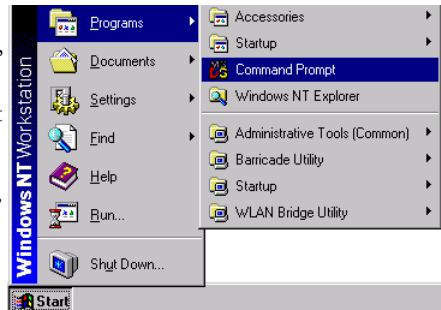 Programs
Documents
Settings
Find
Help
Run...
Shut Down...
Windows NT Workstation
Start
Accessories
Startup
Command Prompt
Windows NT Explorer
Administrative Tools (Common)
Barricade Utility
Startup
WLAN Bridge Utility